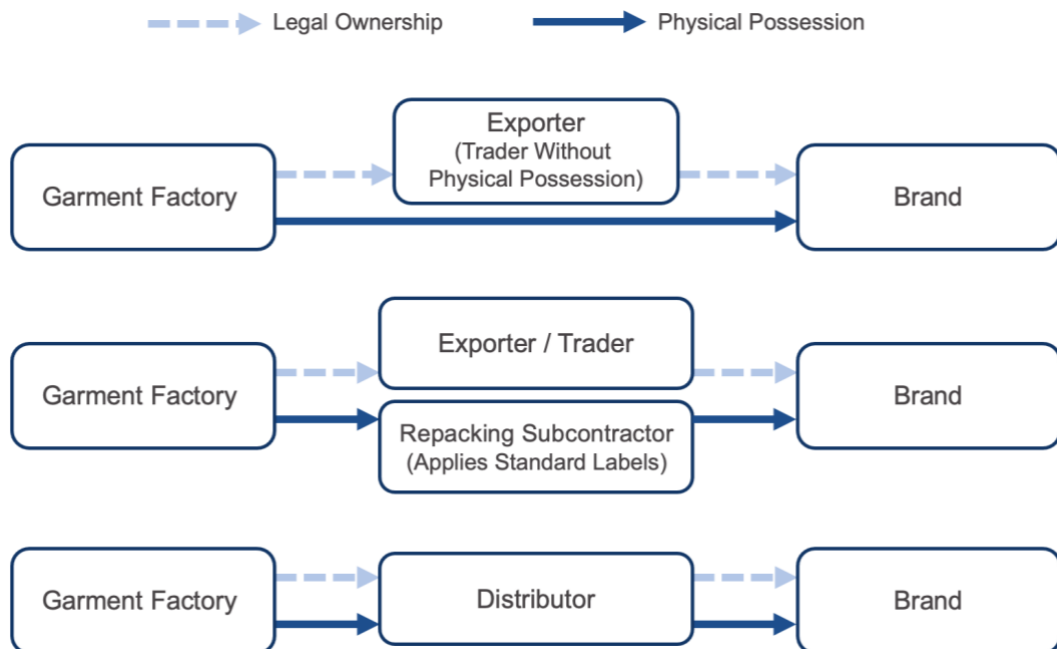 Legal Ownership
Physical Possession
Exporter
(Trader Without
Physical Possession)
Garment Factory
Brand
Exporter / Trader
Garment Factory
Brand
Repacking Subcontractor
(Applies Standard Labels)
Garment Factory
Distributor
Brand